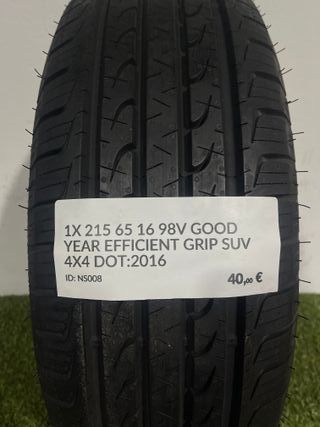 1X 215 65 16 98V GOOD
YEAR EFFICIENT GRIP SUV
4X4 DOT:2016
ID: NS008
40,00 €